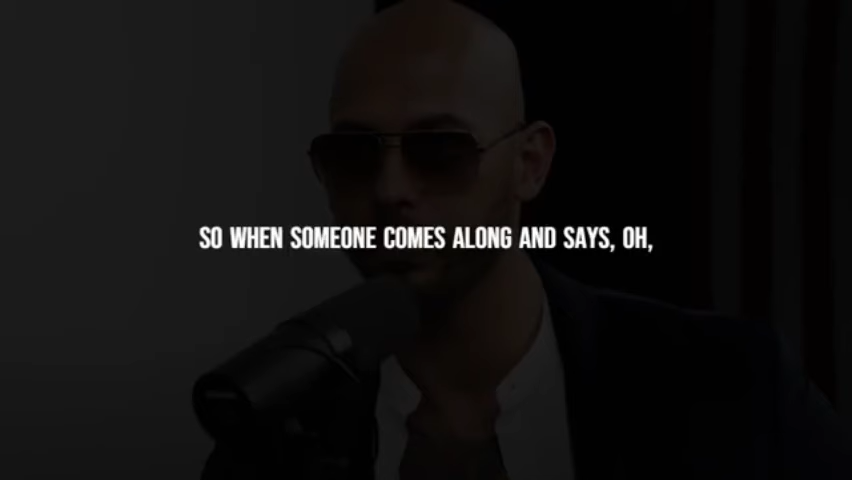 SO WHEN SOMEONE COMES ALONG AND SAYS, OH,